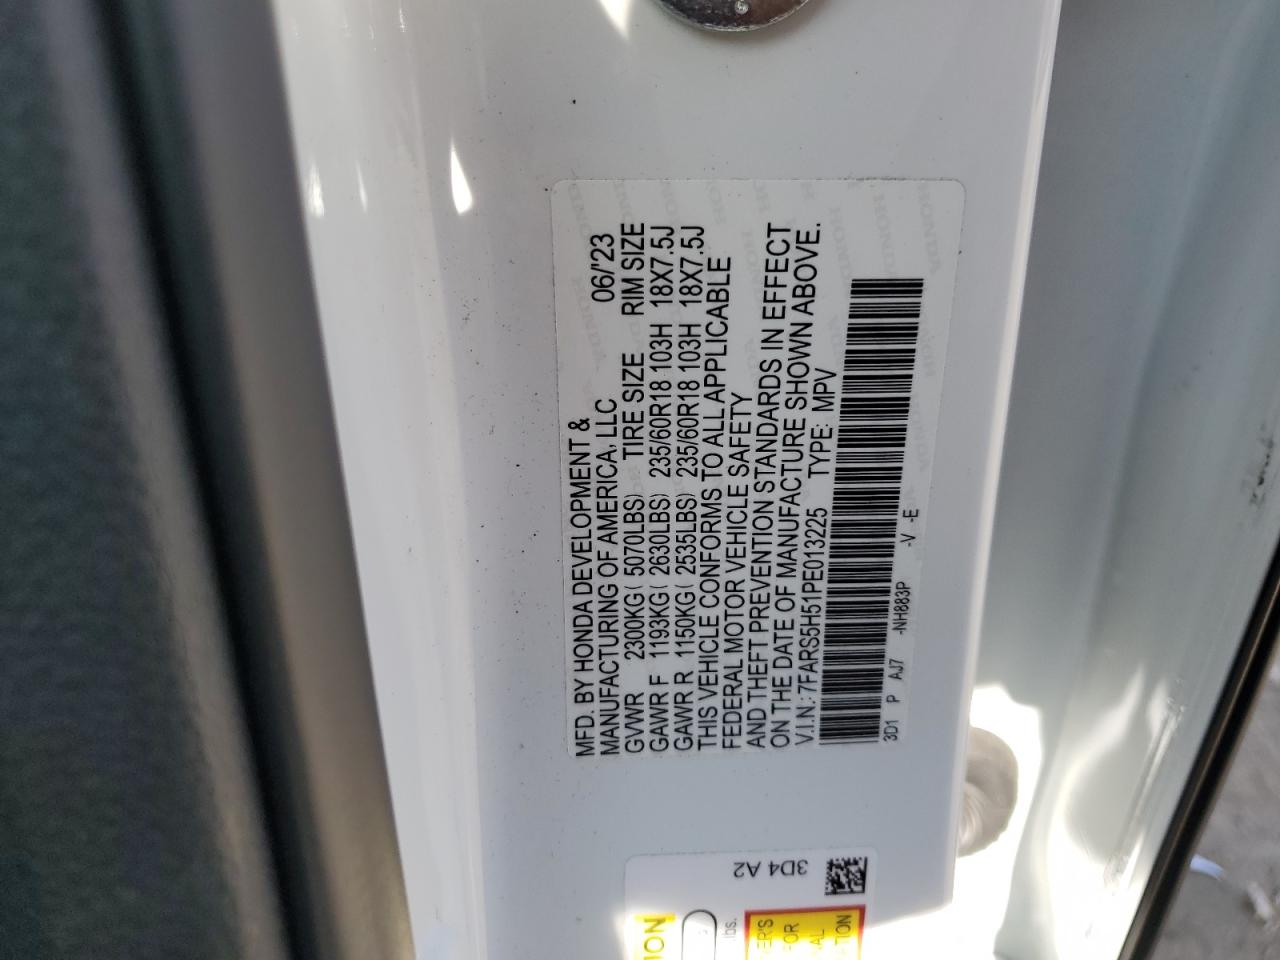 MFD. BY HONDA DEVELOPMENT &
MANUFACTURING OF AMERICA, LLC 06/'23
GVWR 2300KG( 5070LBS) TIRE SIZE RIM SIZE
GAWR F 1193KG( 2630LBS) 235/60R18 103H 18X7.5J
GAWR R 1150KG( 2535LBS) 235/60R18 103H 18X7.5J
THIS VEHICLE CONFORMS TO ALL APPLICABLE
FEDERAL MOTOR VEHICLE SAFETY
AND THEFT PREVENTION STANDARDS IN EFFECT
ON THE DATE OF MANUFACTURE SHOWN ABOVE.
V.I.N.: 7FARS5H51PE013225 TYPE: MPV
3D1 P AJ7 -NH883P -V -E
3D4 A2
lbs.